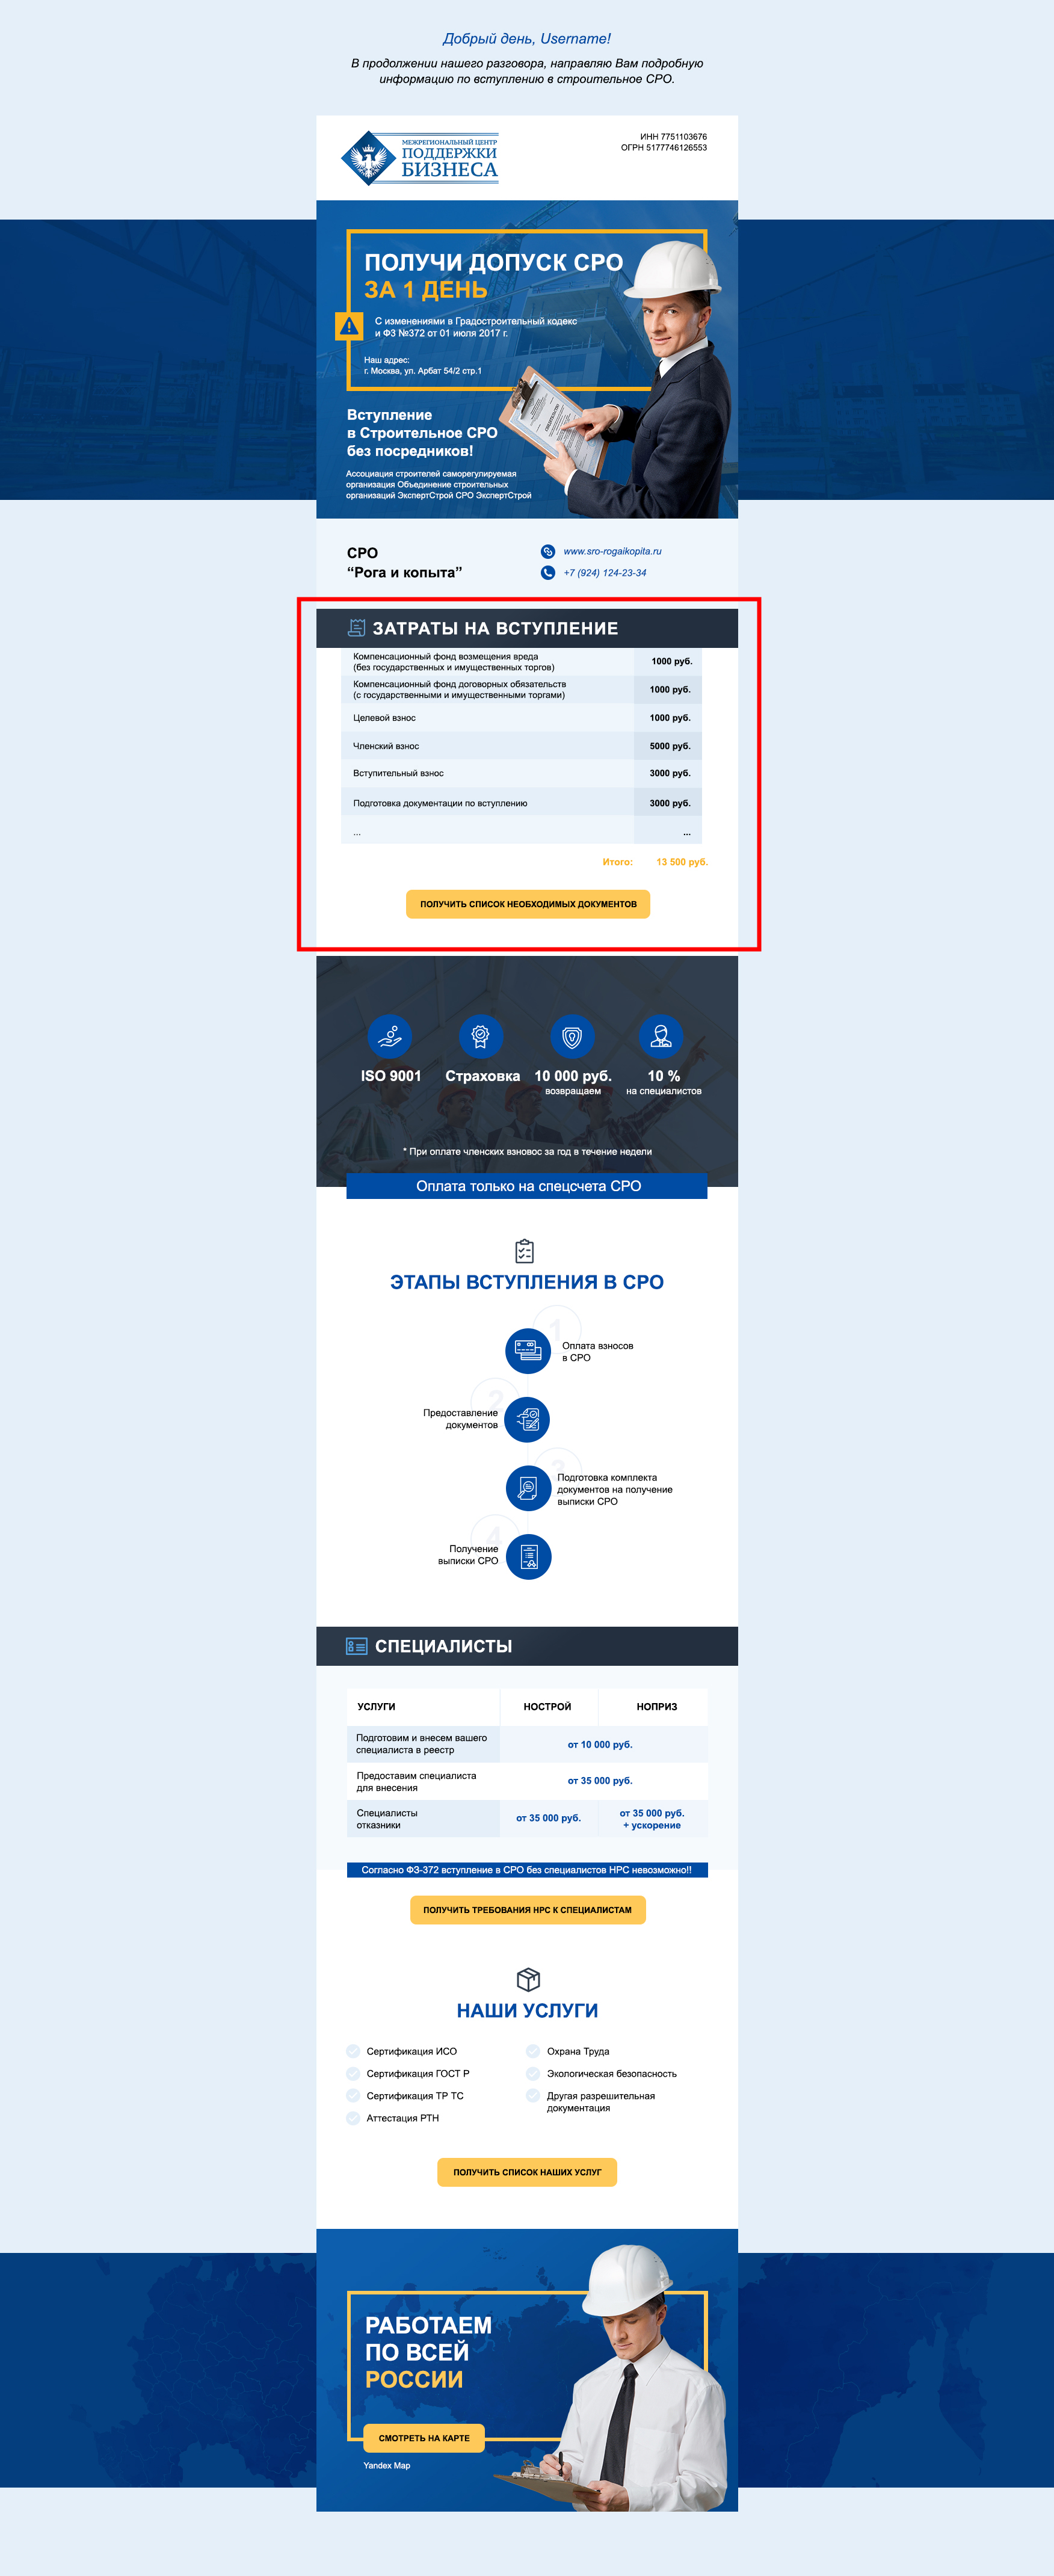 Добрый день, Username!
В продолжении нашего разговора, направляю Вам подробную
информацию по вступлению в строительное СРО.
МЕЖРЕГИОНАЛЬНЫЙ ЦЕНТР
ПОДДЕРЖКИ
БИЗНЕСА
ИНН 7751103676
ОГРН 5177746126553
ПОЛУЧИ ДОПУСК СРО
ЗА 1 ДЕНЬ
С изменениями в Градостроительный кодекс
и ФЗ №372 от 01 июля 2017 г.
Наш адрес:
г. Москва, ул. Арбат 54/2 стр.1
Вступление
в Строительное СРО
без посредников!
Ассоциация строителей саморегулируемая
организация Объединение строительных
организаций ЭкспертСтрой СРО ЭкспертСтрой
СРО
“Рога и копыта”
www.sro-rogaikopita.ru
+7 (924) 124-23-34
ЗАТРАТЫ НА ВСТУПЛЕНИЕ
Компенсационный фонд возмещения вреда
(без государственных и имущественных торгов)
1000 руб.
Компенсационный фонд договорных обязательств
(с государственными и имущественными торгами)
1000 руб.
Целевой взнос 1000 руб.
Членский взнос 5000 руб.
Вступительный взнос 3000 руб.
Подготовка документации по вступлению 3000 руб.
... ...
Итого: 13 500 руб.
ПОЛУЧИТЬ СПИСОК НЕОБХОДИМЫХ ДОКУМЕНТОВ
ISO 9001
Страховка
10 000 руб.
возвращаем
10 %
на специалистов
* При оплате членских взновос за год в течение недели
Оплата только на спецсчета СРО
ЭТАПЫ ВСТУПЛЕНИЯ В СРО
1
Оплата взносов
в СРО
2
Предоставление
документов
3
Подготовка комплекта
документов на получение
выписки СРО
4
Получение
выписки СРО
СПЕЦИАЛИСТЫ
УСЛУГИ НОСТРОЙ НОПРИЗ
Подготовим и внесем вашего
специалиста в реестр
от 10 000 руб.
Предоставим специалиста
для внесения
от 35 000 руб.
Специалисты
отказники
от 35 000 руб.
от 35 000 руб.
+ ускорение
Согласно ФЗ-372 вступление в СРО без специалистов НРС невозможно!!
ПОЛУЧИТЬ ТРЕБОВАНИЯ НРС К СПЕЦИАЛИСТАМ
НАШИ УСЛУГИ
Сертификация ИСО
Сертификация ГОСТ Р
Сертификация ТР ТС
Аттестация РТН
Охрана Труда
Экологическая безопасность
Другая разрешительная
документация
ПОЛУЧИТЬ СПИСОК НАШИХ УСЛУГ
РАБОТАЕМ
ПО ВСЕЙ
РОССИИ
СМОТРЕТЬ НА КАРТЕ
Yandex Map